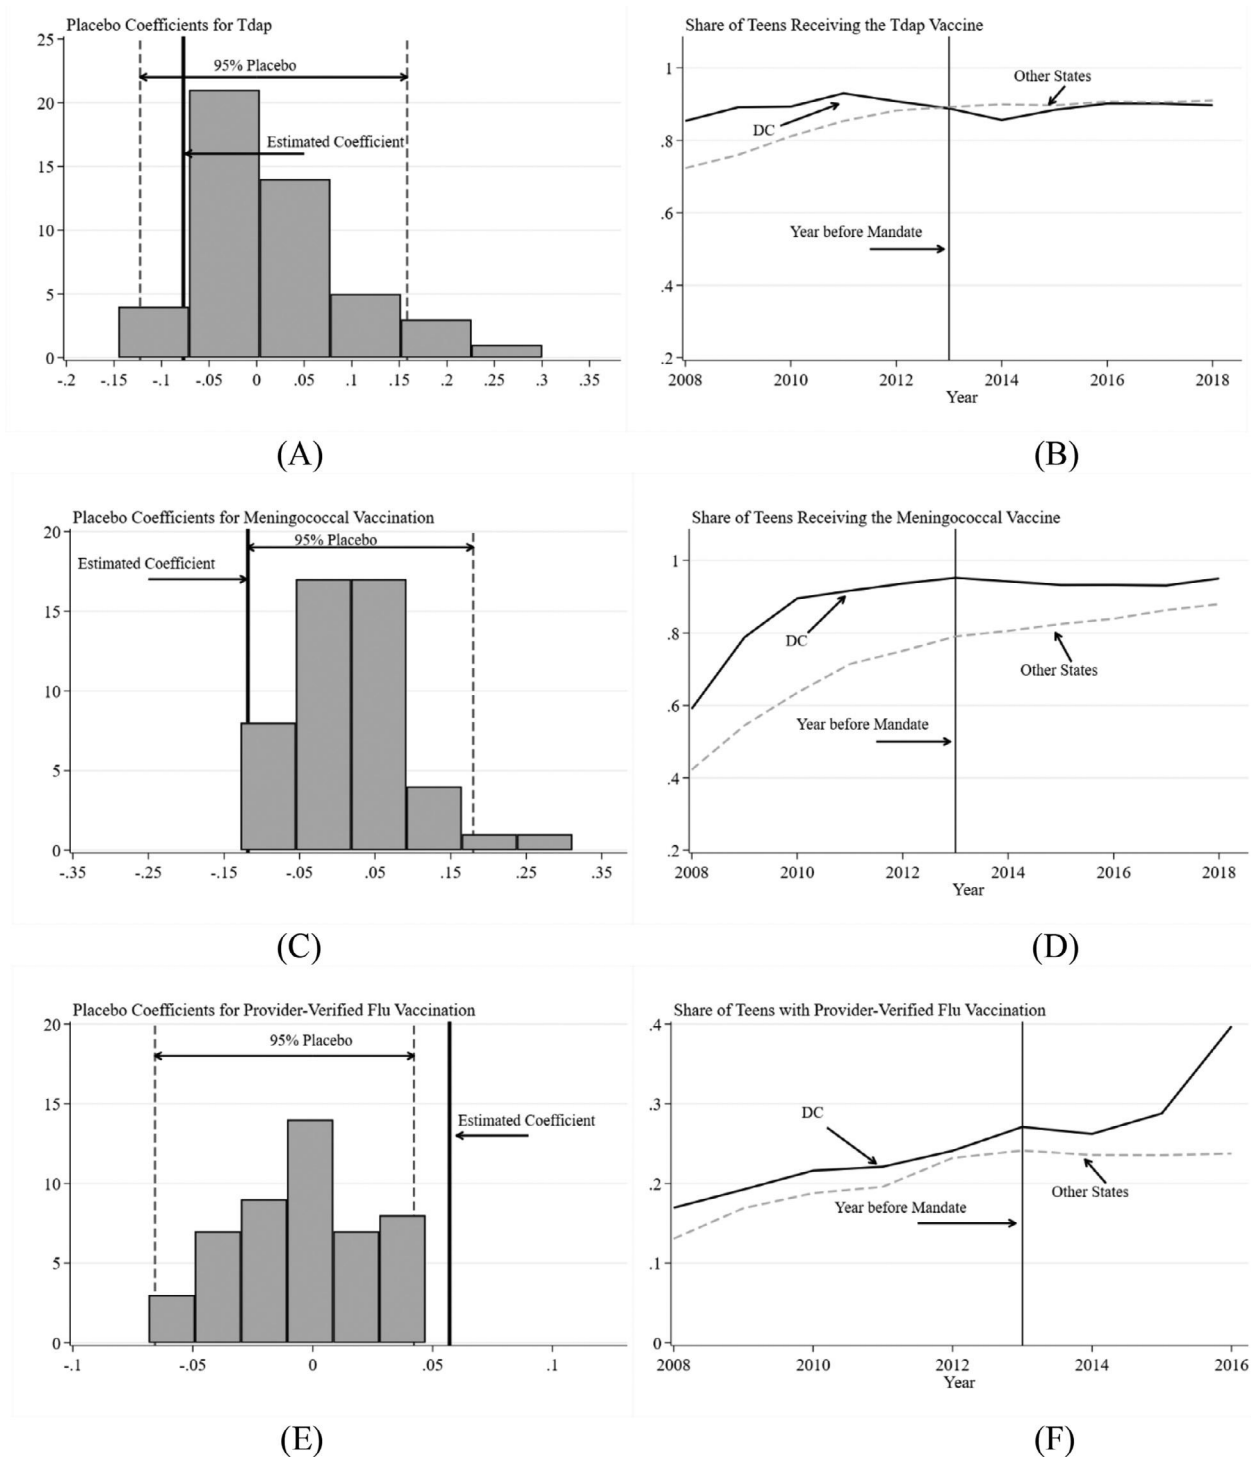 Placebo Coefficients for Tdap
25
20
15
10
5
0
95% Placebo
Estimated Coefficient
-.2 -.15 -.1 -.05 0 .05 .1 .15 .2 .25 .3 .35
(A)
Share of Teens Receiving the Tdap Vaccine
1
.8
.6
.4
.2
Other States
DC
Year before Mandate
2008 2010 2012 2014 2016 2018
Year
(B)
Placebo Coefficients for Meningococcal Vaccination
20
15
10
5
0
95% Placebo
Estimated Coefficient
-.35 -.25 -.15 -.05 .05 .15 .25 .35
(C)
Share of Teens Receiving the Meningococcal Vaccine
1
.8
.6
.4
.2
DC
Other States
Year before Mandate
2008 2010 2012 2014 2016 2018
Year
(D)
Placebo Coefficients for Provider-Verified Flu Vaccination
20
15
10
5
0
95% Placebo
Estimated Coefficient
-.1 -.05 0 .05 .1
(E)
Share of Teens with Provider-Verified Flu Vaccination
.4
.3
.2
.1
0
DC
Other States
Year before Mandate
2008 2010 2012 2014 2016
Year
(F)